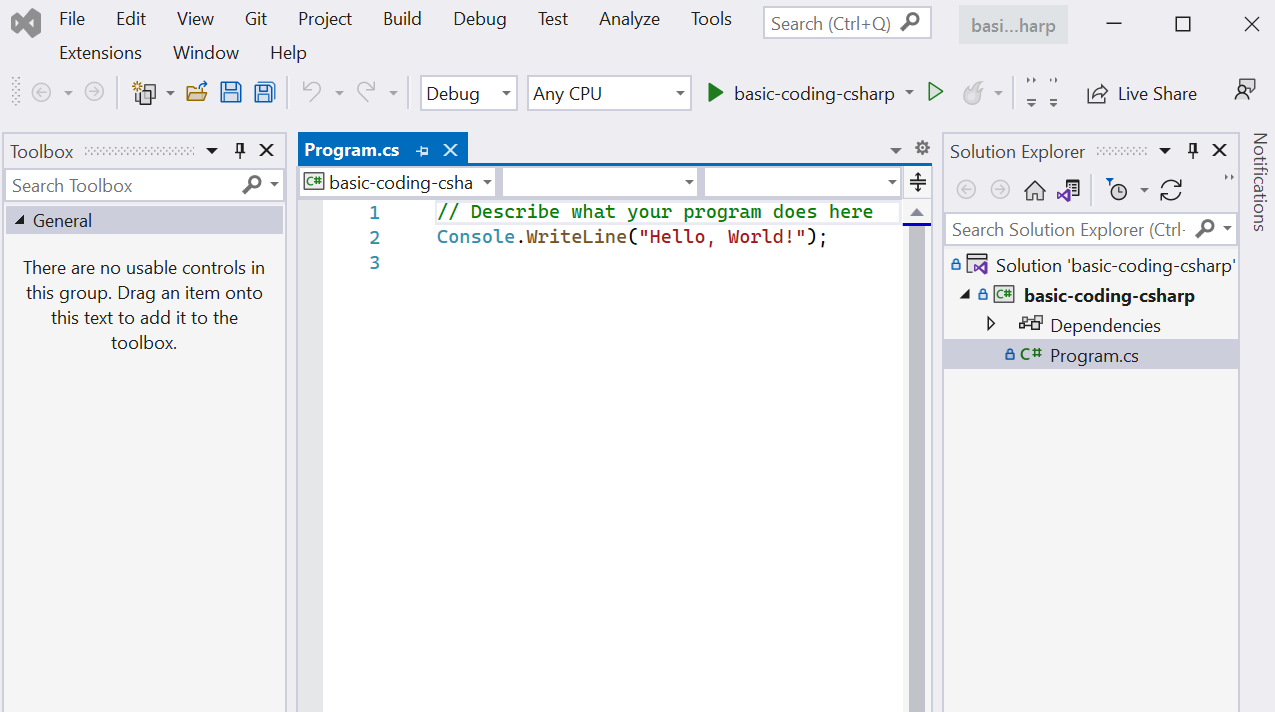 File Edit View Git Project Build Debug Test Analyze Tools Search (Ctrl+Q) basi...harp
Extensions Window Help
Debug Any CPU basic-coding-csharp Live Share
Toolbox
Search Toolbox
General
There are no usable controls in
this group. Drag an item onto
this text to add it to the
toolbox.
Program.cs
C# basic-coding-csha
1 // Describe what your program does here
2 Console.WriteLine("Hello, World!");
3
Solution Explorer
Search Solution Explorer (Ctrl-
Solution 'basic-coding-csharp'
C# basic-coding-csharp
Dependencies
C# Program.cs
Notifications